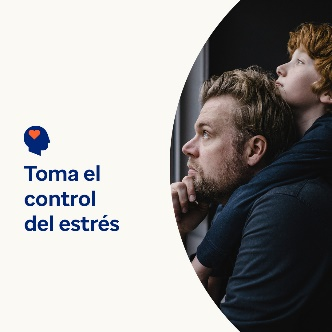 Toma el
control
del estrés